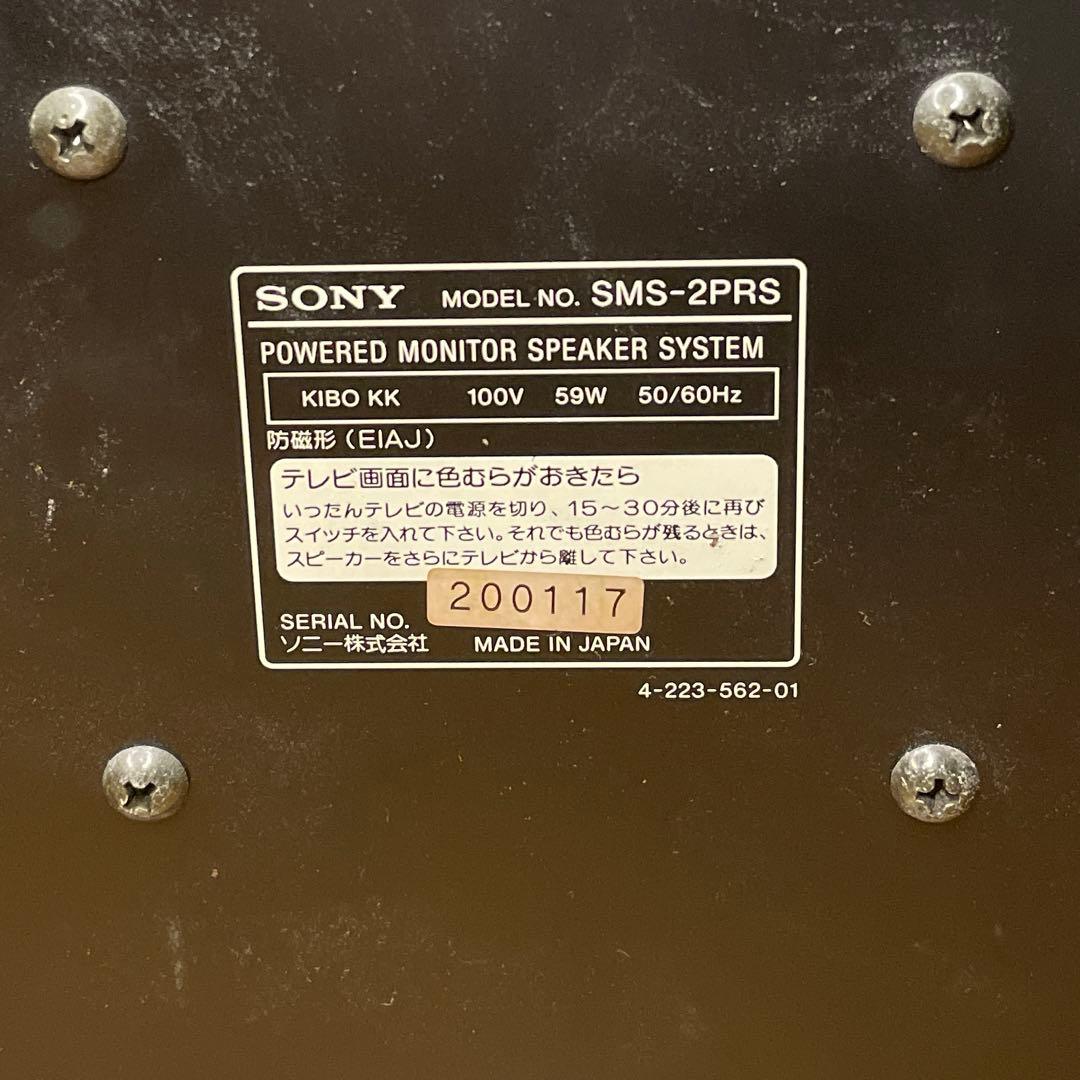 SONY MODEL NO. SMS-2PRS
POWERED MONITOR SPEAKER SYSTEM
KIBO KK 100V 59W 50/60Hz
防磁形(EIAJ)
テレビ画面に色むらがおきたら
いったんテレビの電源を切り、15〜30分後に再び
スイッチを入れて下さい。それでも色むらが残るときは、
スピーカーをさらにテレビから離して下さい。
SERIAL NO. 200117
ソニー株式会社 MADE IN JAPAN
4-223-562-01